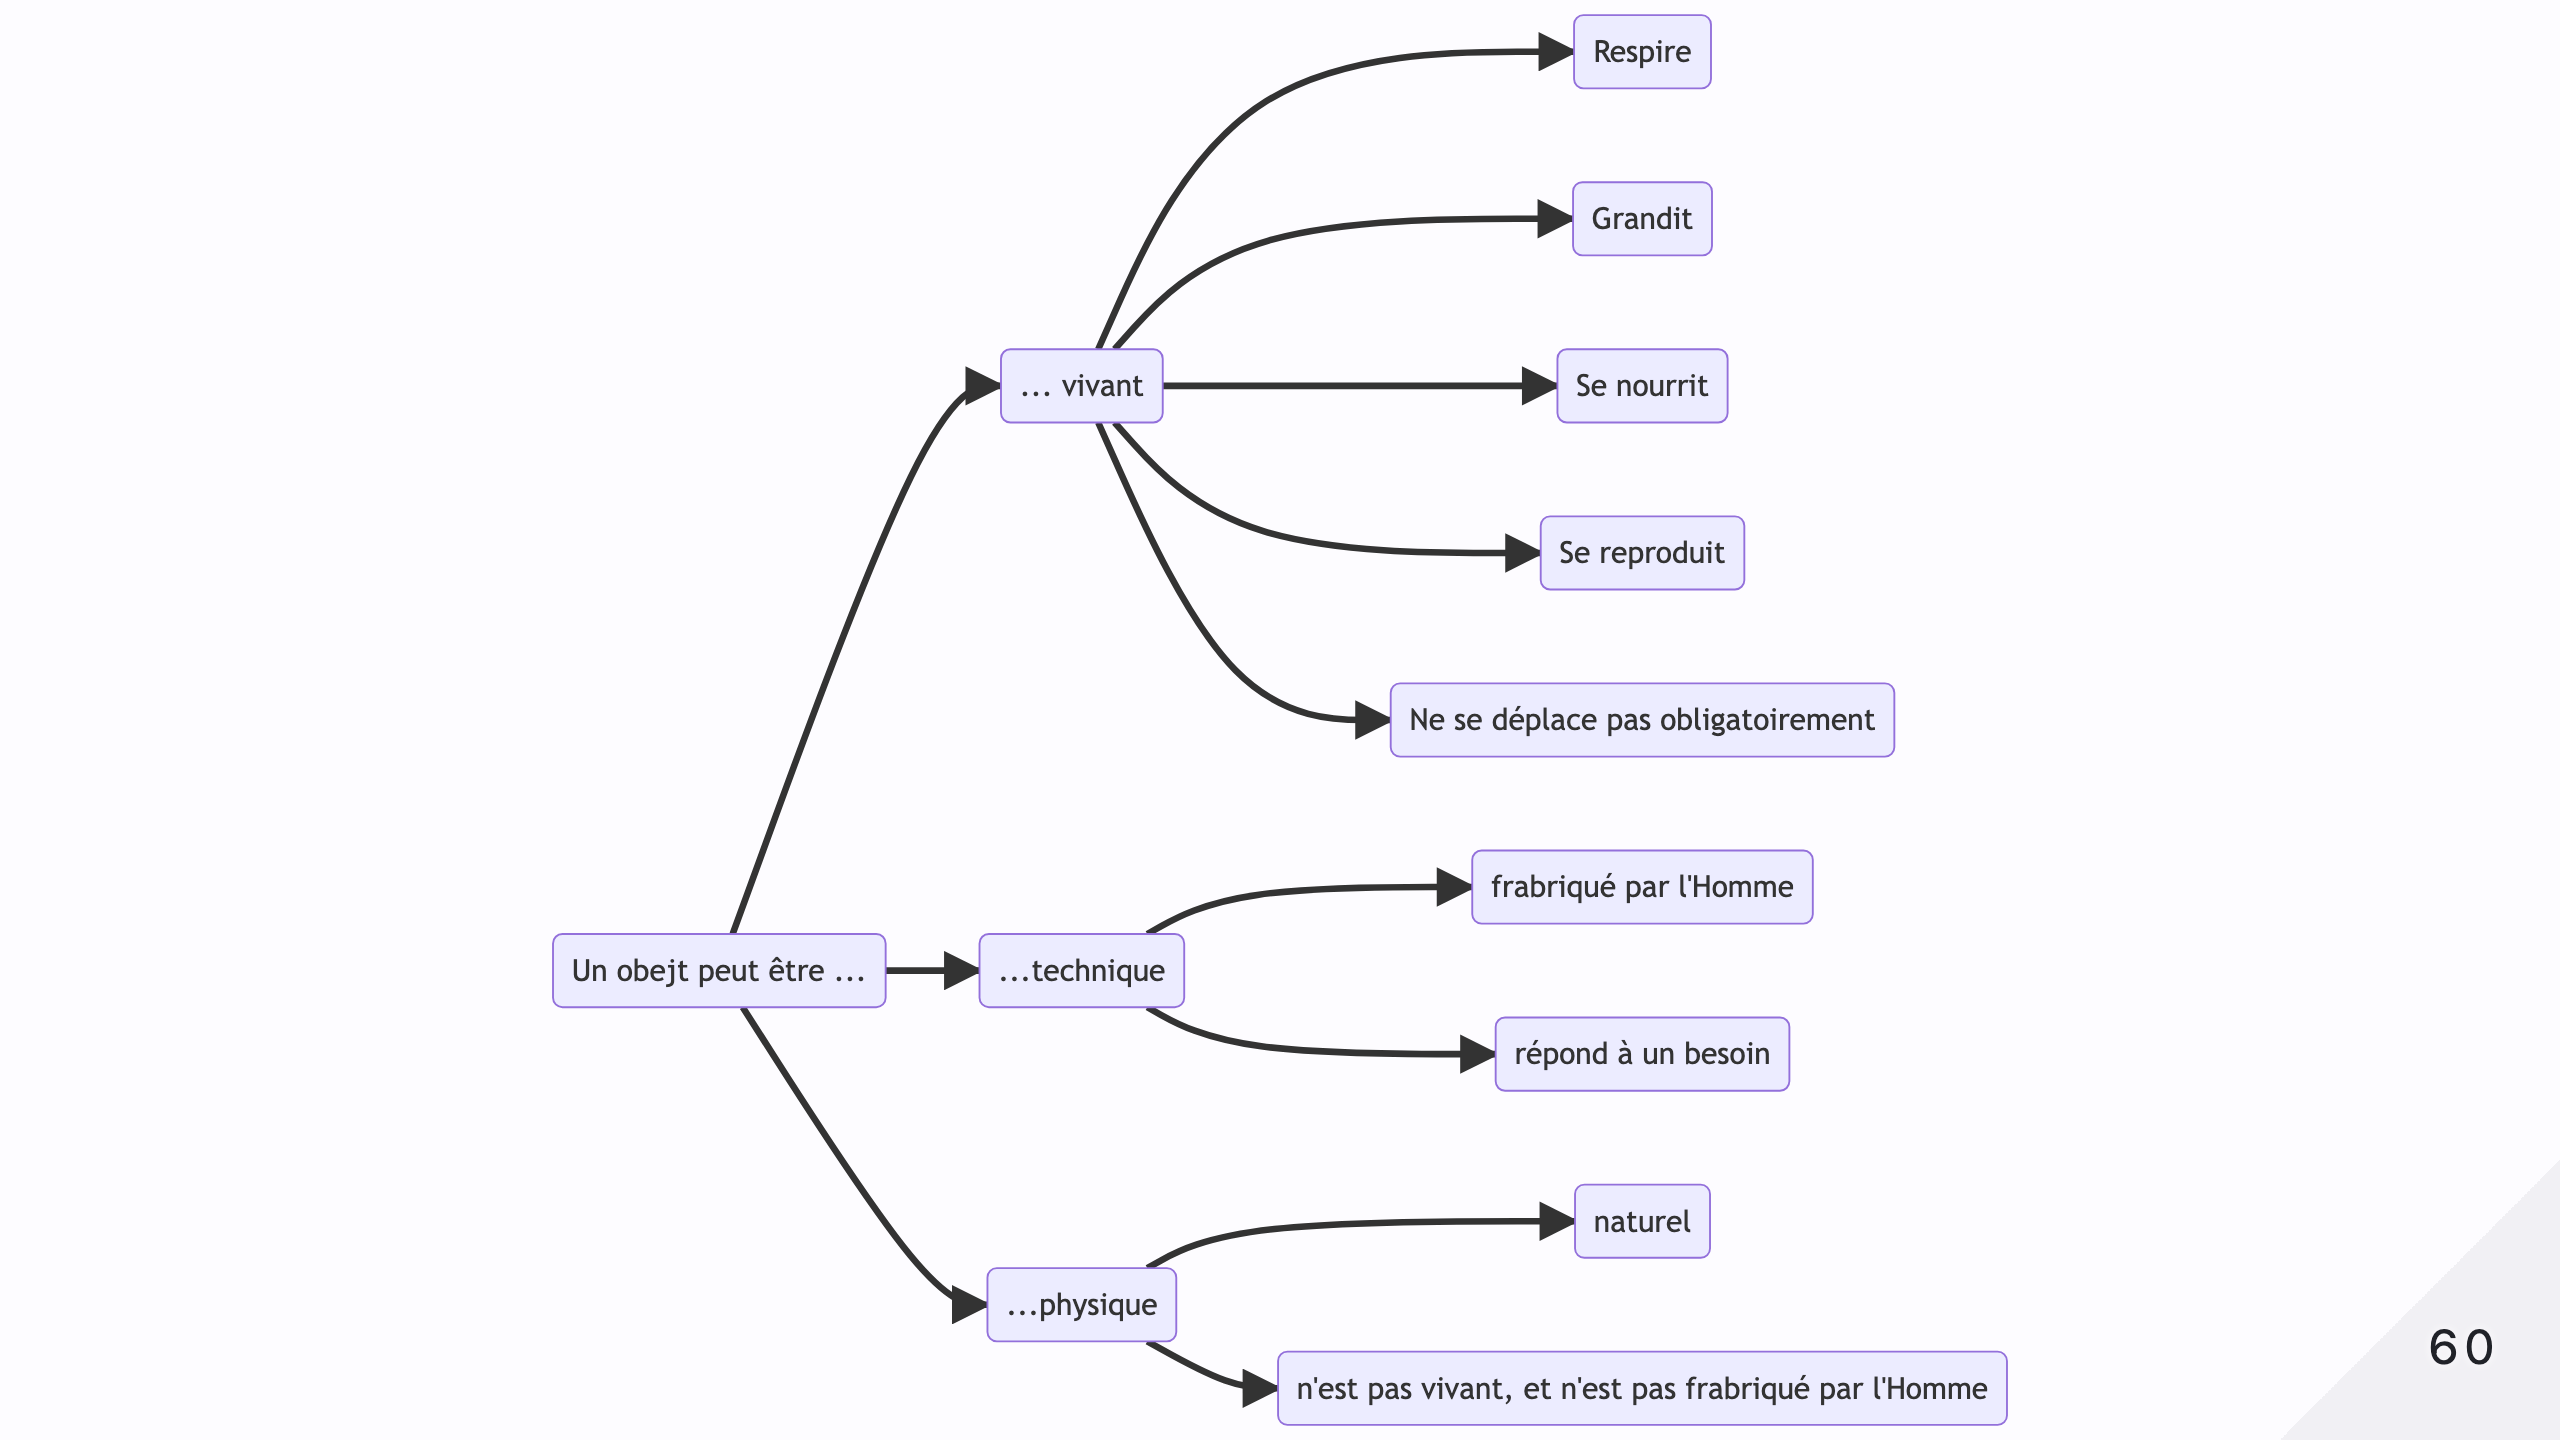 Respire
Grandit
... vivant
Se nourrit
Se reproduit
Ne se déplace pas obligatoirement
frabriqué par l'Homme
Un obejt peut être ...
...technique
répond à un besoin
naturel
...physique
n'est pas vivant, et n'est pas frabriqué par l'Homme
60